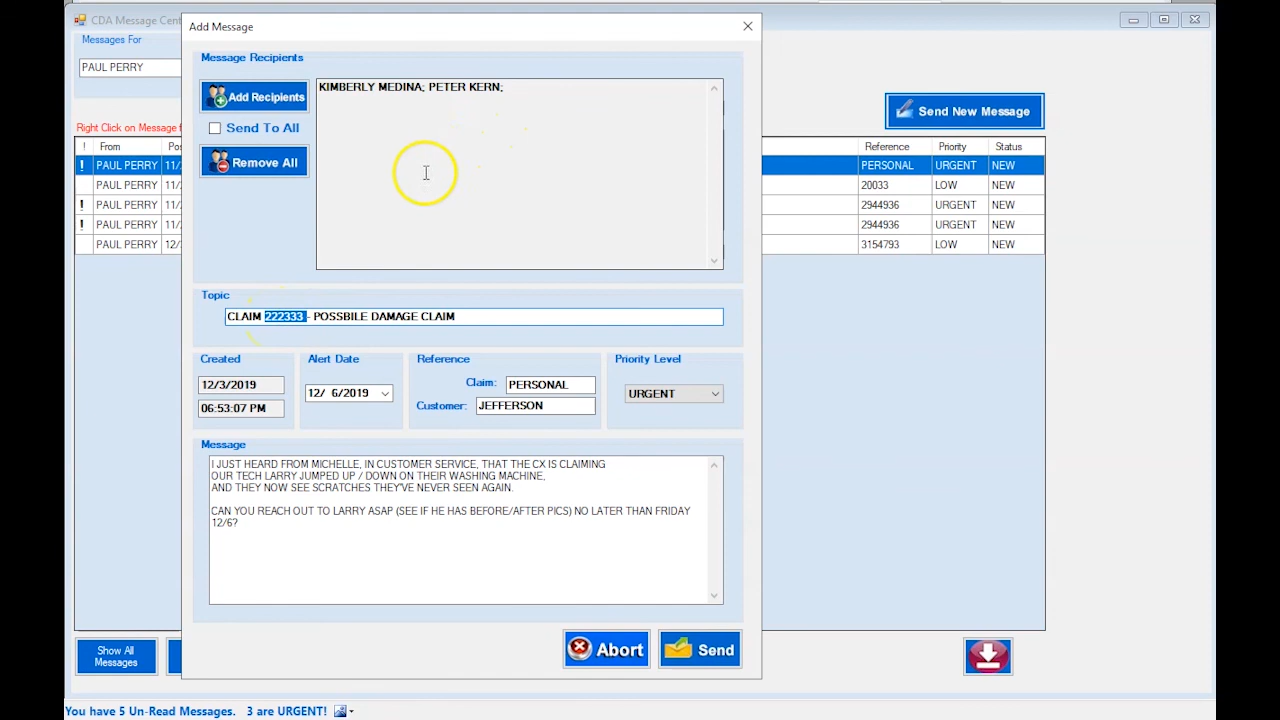 CDA Message Cent
Add Message
Messages For
PAUL PERRY
Message Recipients
Add Recipients
KIMBERLY MEDINA; PETER KERN;
Send To All
Remove All
Send New Message
Right Click on Message f
! From Pos Reference Priority Status
! PAUL PERRY 11/ PERSONAL URGENT NEW
PAUL PERRY 11/ 20033 LOW NEW
! PAUL PERRY 11/ 2944936 URGENT NEW
! PAUL PERRY 11/ 2944936 URGENT NEW
PAUL PERRY 12/ 3154793 LOW NEW
Topic
CLAIM 222333 - POSSBILE DAMAGE CLAIM
Created Alert Date Reference Priority Level
12/3/2019
06:53:07 PM
12/ 6/2019
Claim: PERSONAL
Customer: JEFFERSON
URGENT
Message
I JUST HEARD FROM MICHELLE, IN CUSTOMER SERVICE, THAT THE CX IS CLAIMING
OUR TECH LARRY JUMPED UP / DOWN ON THEIR WASHING MACHINE,
AND THEY NOW SEE SCRATCHES THEY'VE NEVER SEEN AGAIN.
CAN YOU REACH OUT TO LARRY ASAP (SEE IF HE HAS BEFORE/AFTER PICS) NO LATER THAN FRIDAY
12/6?
Show All
Messages
Abort
Send
You have 5 Un-Read Messages. 3 are URGENT!